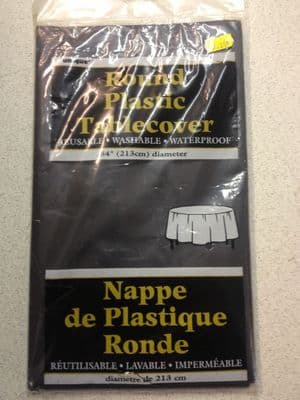 Round
Plastic
Tablecover
REUSABLE • WASHABLE • WATERPROOF
84" (213cm) diameter
Nappe
de Plastique
Ronde
RÉUTILISABLE • LAVABLE • IMPERMÉABLE
diametre de 213 cm